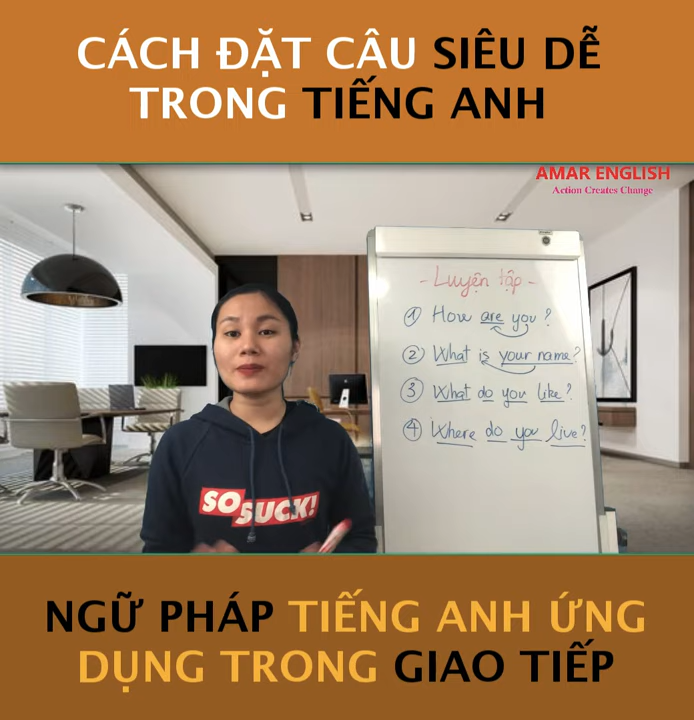 CÁCH ĐẶT CÂU SIÊU DỄ
TRONG TIẾNG ANH
AMAR ENGLISH
Action Creates Change
- Luyện tập -
① How are you?
② What is your name?
③ What do you like?
④ Where do you live?
SO SUCK!
NGỮ PHÁP TIẾNG ANH ỨNG
DỤNG TRONG GIAO TIẾP